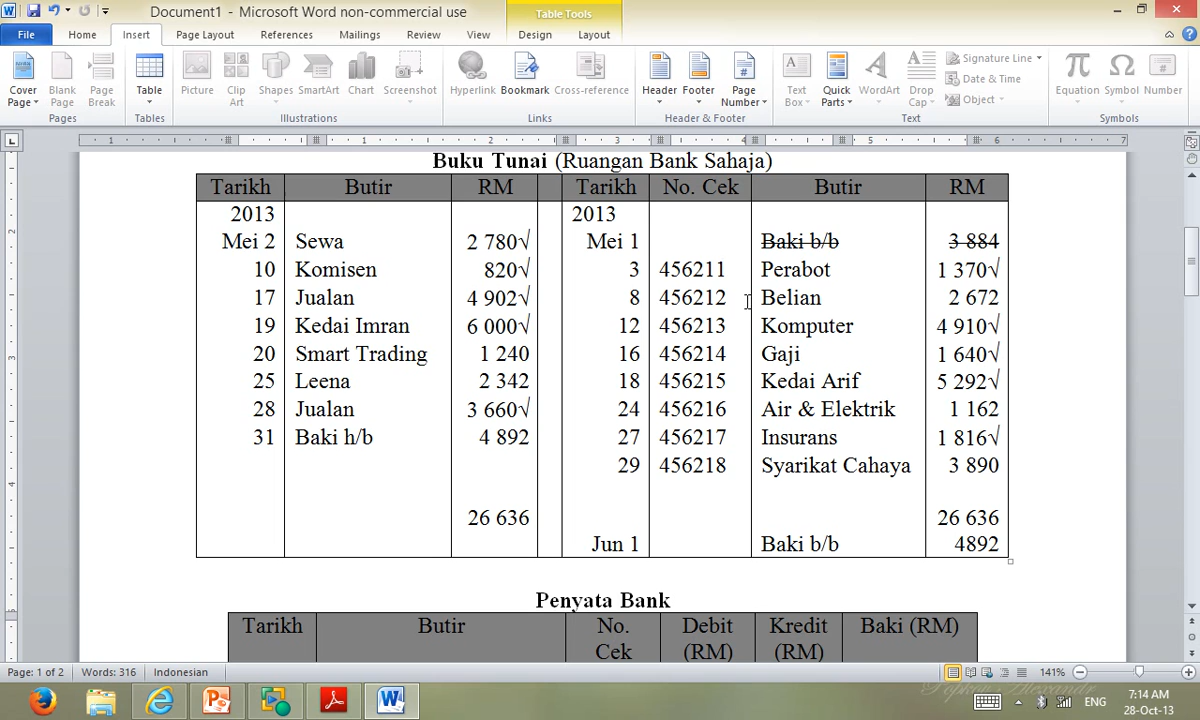 Document1 - Microsoft Word non-commercial use
Table Tools
File Home Insert Page Layout References Mailings Review View Design Layout
Cover Page Blank Page Page Break Table Picture Clip Art Shapes SmartArt Chart Screenshot Hyperlink Bookmark Cross-reference Header Footer Page Number Text Box Quick Parts WordArt Drop Cap Signature Line Date & Time Object Equation Symbol Number
Pages Tables Illustrations Links Header & Footer Text Symbols
1 1 2 3 4 5 6 7
Buku Tunai (Ruangan Bank Sahaja)
Tarikh Butir RM Tarikh No. Cek Butir RM
2013 2013
Mei 2 Sewa 2 780√ Mei 1 Baki b/b 3 884
10 Komisen 820√ 3 456211 Perabot 1 370√
17 Jualan 4 902√ 8 456212 Belian 2 672
19 Kedai Imran 6 000√ 12 456213 Komputer 4 910√
20 Smart Trading 1 240 16 456214 Gaji 1 640√
25 Leena 2 342 18 456215 Kedai Arif 5 292√
28 Jualan 3 660√ 24 456216 Air & Elektrik 1 162
31 Baki h/b 4 892 27 456217 Insurans 1 816√
29 456218 Syarikat Cahaya 3 890
26 636 26 636
Jun 1 Baki b/b 4892
Penyata Bank
Tarikh Butir No. Cek Debit (RM) Kredit (RM) Baki (RM)
Page: 1 of 2 Words: 316 Indonesian 141%
ENG 7:14 AM
28-Oct-13